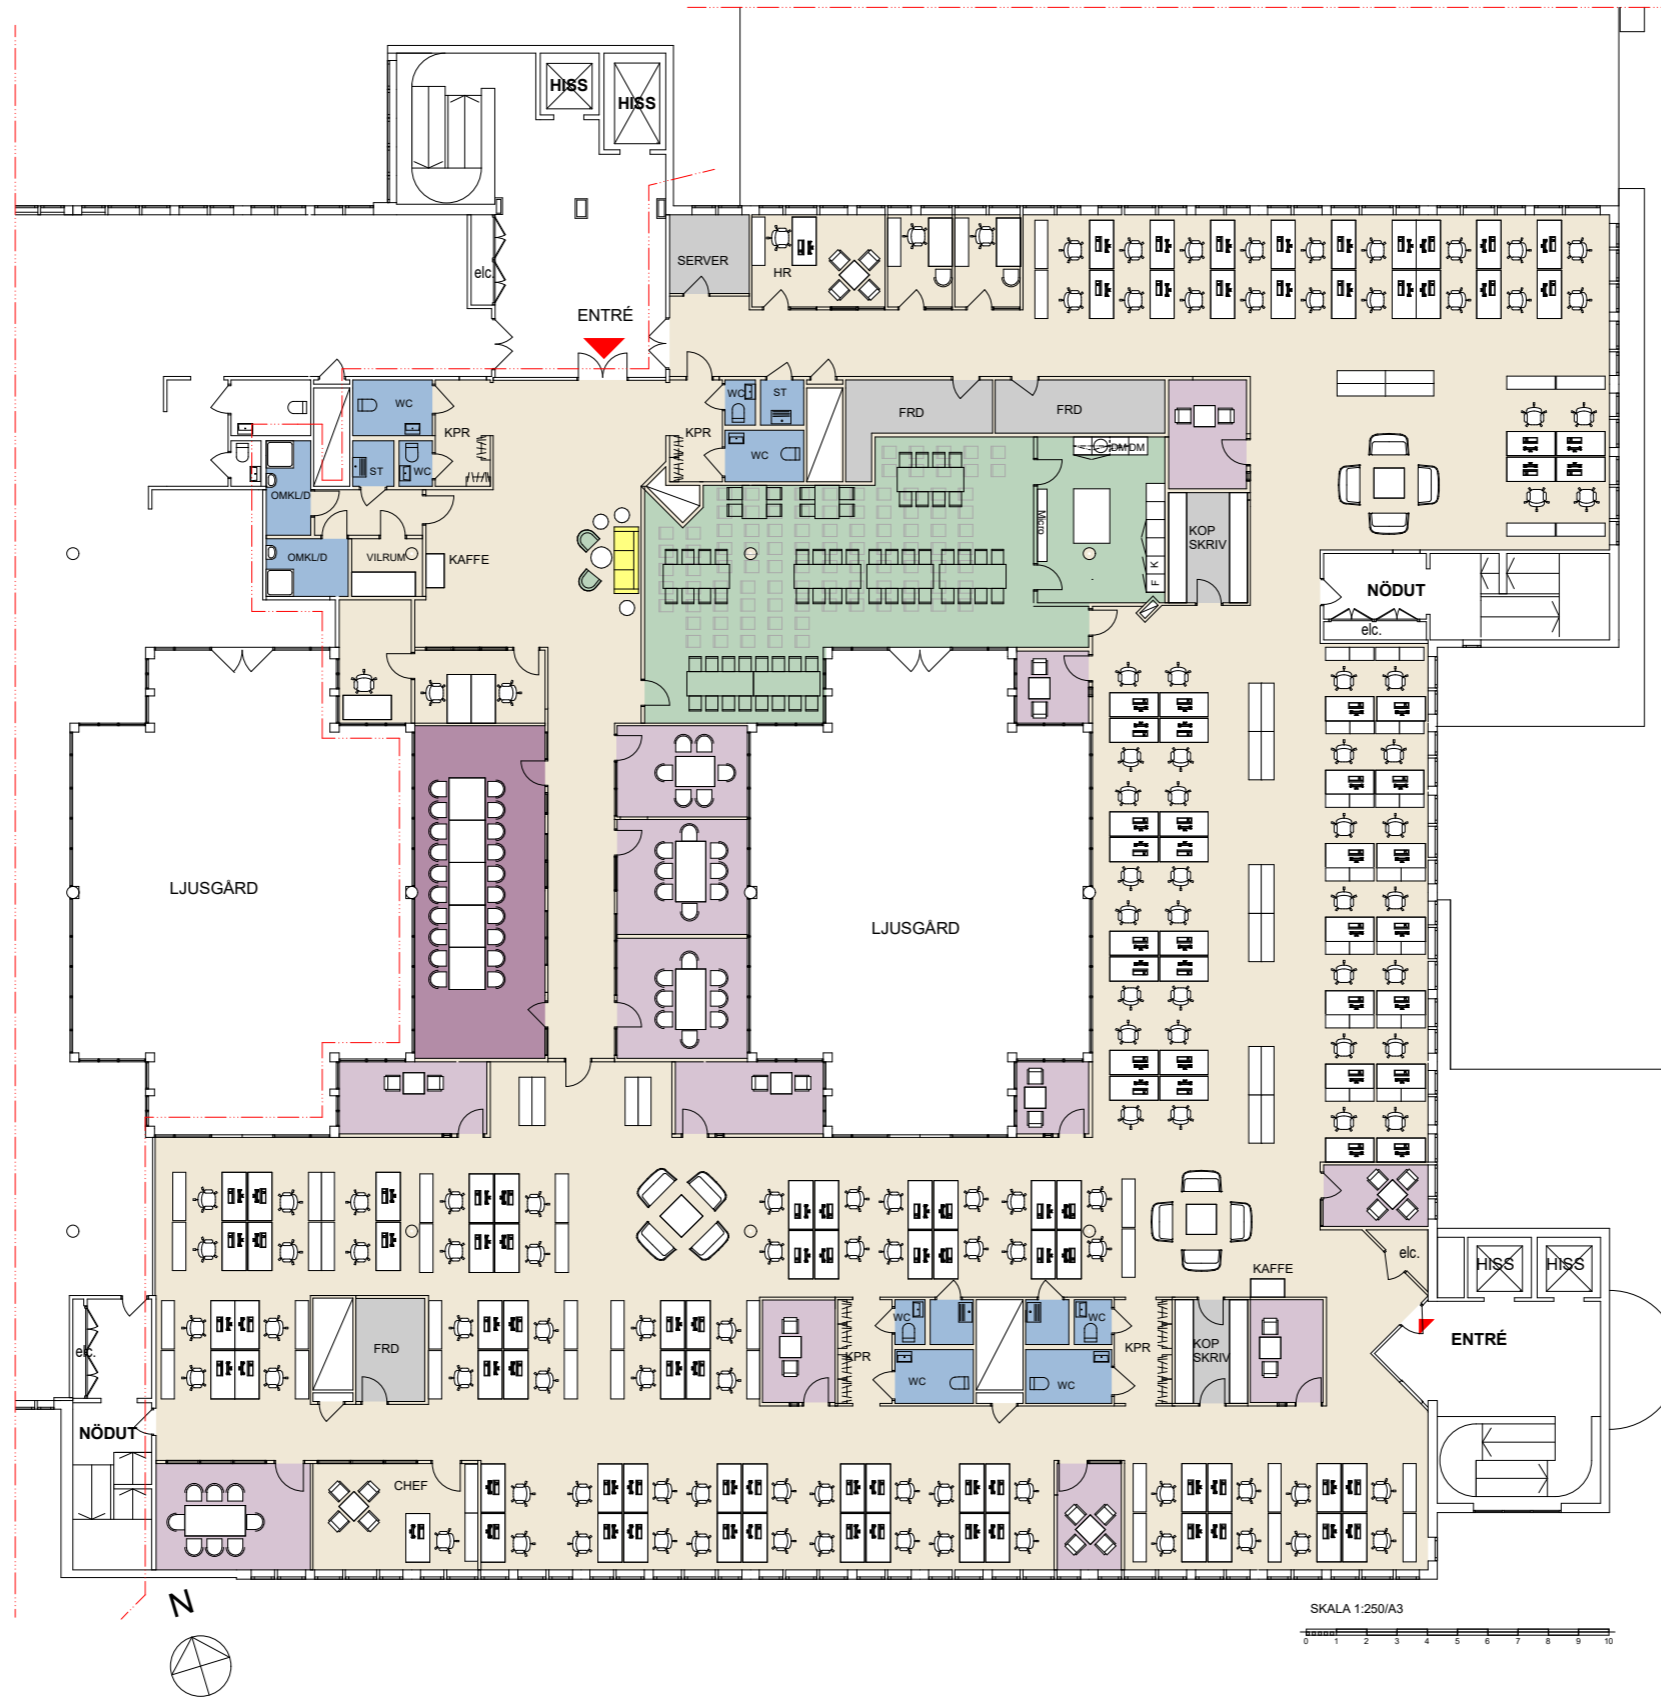 HISS
HISS
elc.
ENTRÉ
SERVER
HR
WC
KPR
ST
WC
OMKL/D
OMKL/D
VILRUM
KAFFE
WC
ST
KPR
WC
FRD
FRD
DM DM
Micro
K
F
KOP
SKRIV
NÖDUT
elc.
LJUSGÅRD
LJUSGÅRD
elc.
HISS
HISS
KAFFE
ENTRÉ
elc.
FRD
KPR
WC
WC
WC
WC
KPR
KOP
SKRIV
NÖDUT
CHEF
N
SKALA 1:250/A3
0 1 2 3 4 5 6 7 8 9 10